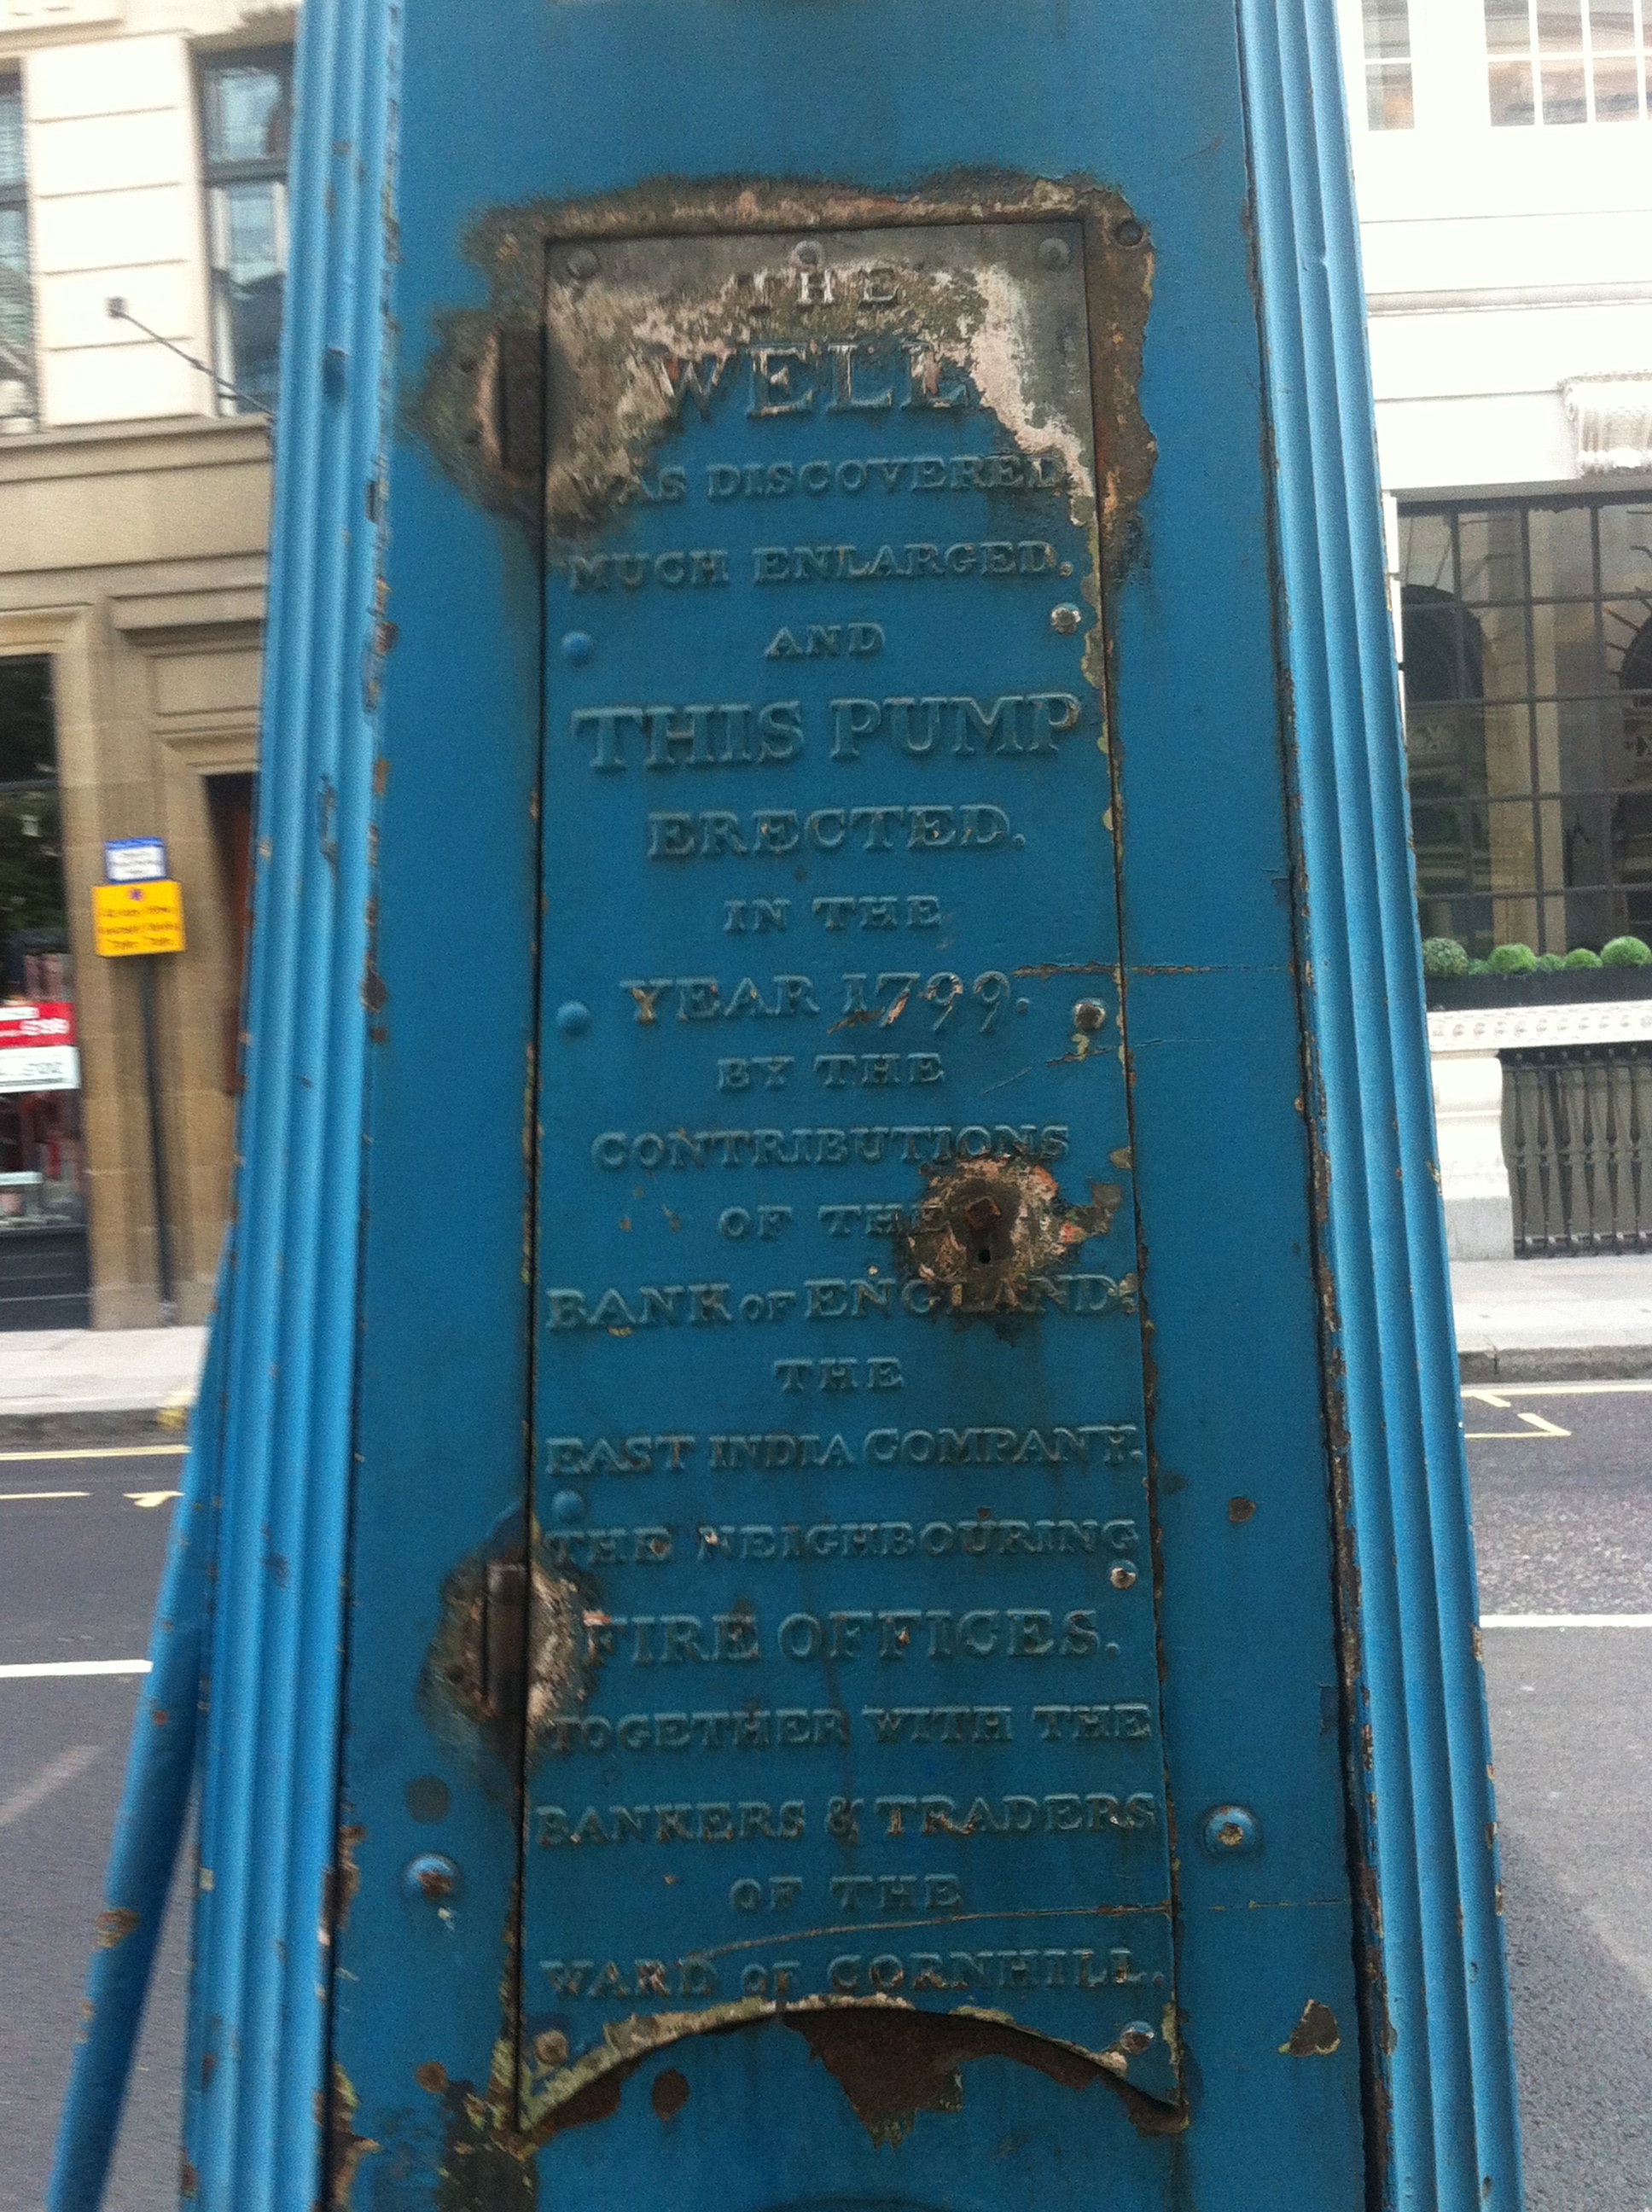 THE
WELL
WAS DISCOVERED
MUCH ENLARGED.
AND
THIS PUMP
ERECTED.
IN THE
YEAR 1799.
BY THE
CONTRIBUTIONS
OF THE
BANK OF ENGLAND.
THE
EAST INDIA COMPANY.
THE NEIGHBOURING
FIRE OFFICES.
TOGETHER WITH THE
BANKERS & TRADERS
OF THE
WARD OF CORNHILL.